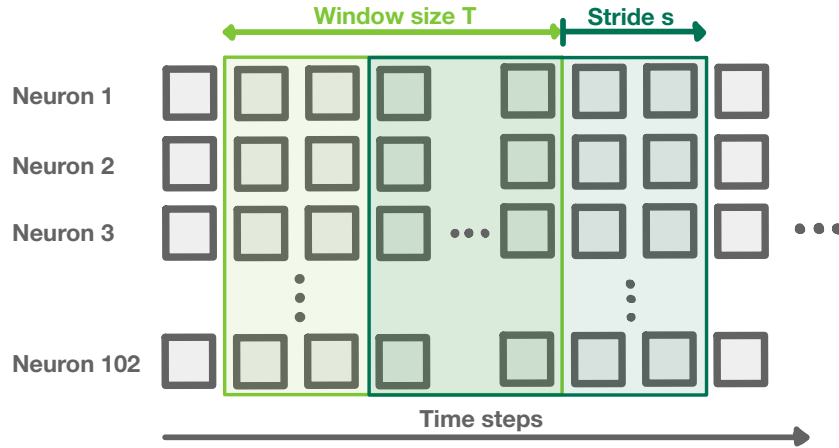 Window size T
Stride s
Neuron 1
Neuron 2
Neuron 3
Neuron 102
Time steps